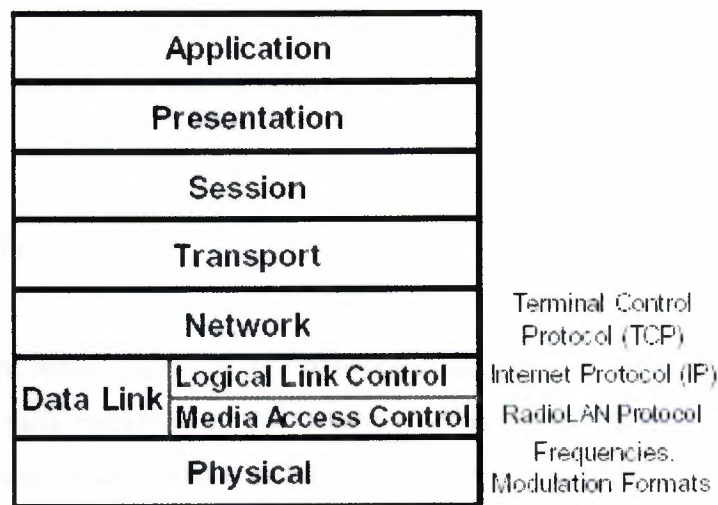 Application
Presentation
Session
Transport
Network
Terminal Control
Protocol (TCP)
Data Link
Logical Link Control
Internet Protocol (IP)
Media Access Control
RadioLAN Protocol
Physical
Frequencies.
Modulation Formats